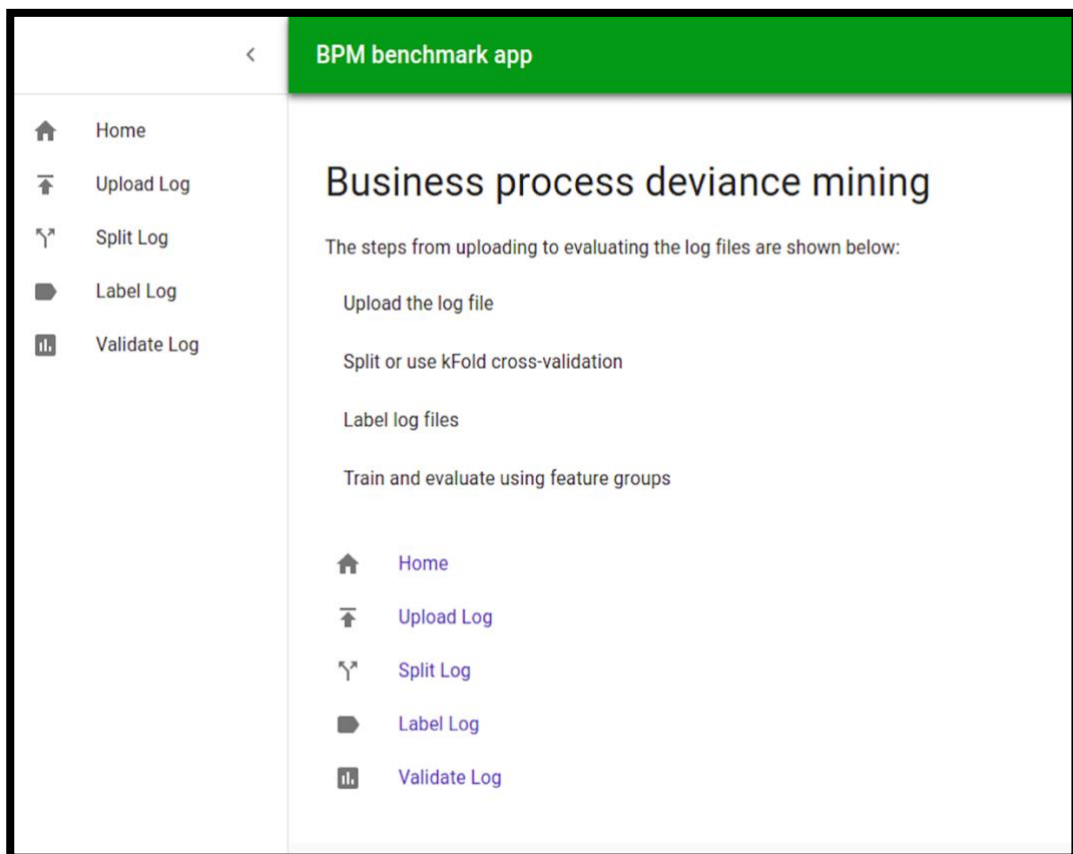 BPM benchmark app
Home
Upload Log
Split Log
Label Log
Validate Log
Business process deviance mining
The steps from uploading to evaluating the log files are shown below:
Upload the log file
Split or use kFold cross-validation
Label log files
Train and evaluate using feature groups
Home
Upload Log
Split Log
Label Log
Validate Log